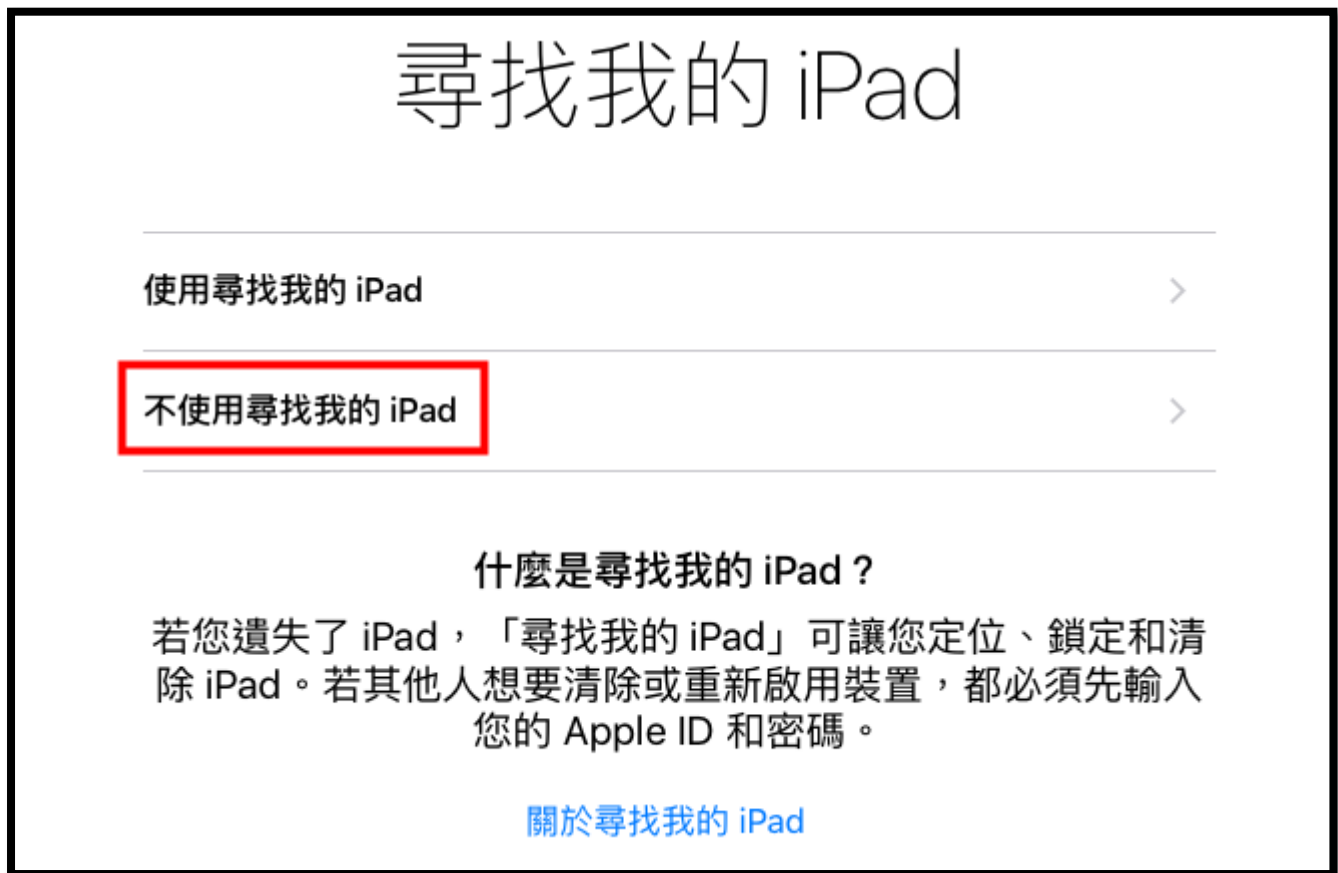 尋找我的 iPad
使用尋找我的 iPad
不使用尋找我的 iPad
什麼是尋找我的 iPad？
若您遺失了 iPad，「尋找我的 iPad」可讓您定位、鎖定和清
除 iPad。若其他人想要清除或重新啟用裝置，都必須先輸入
您的 Apple ID 和密碼。
關於尋找我的 iPad